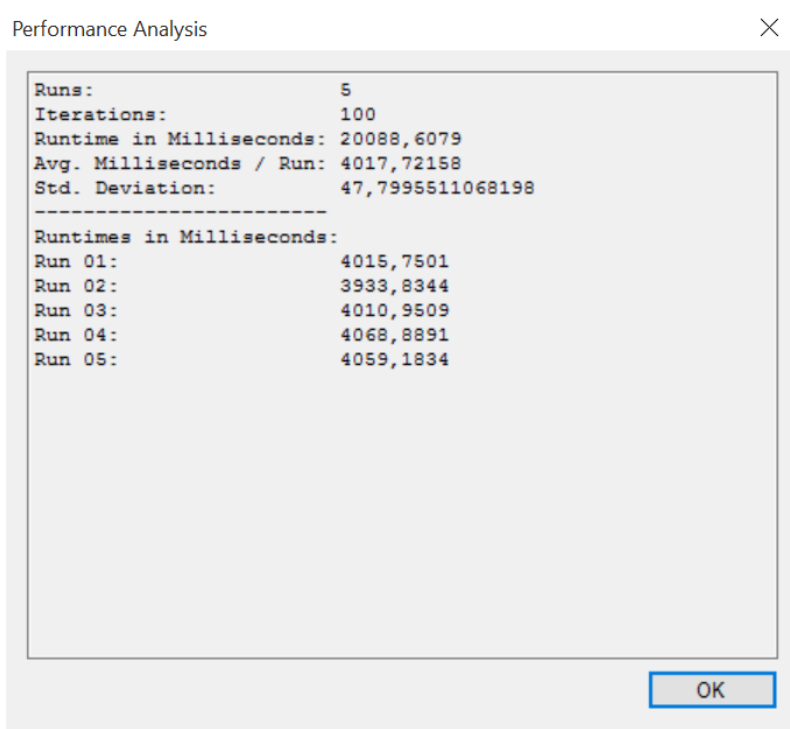 Performance Analysis
Runs: 5
Iterations: 100
Runtime in Milliseconds: 20088,6079
Avg. Milliseconds / Run: 4017,72158
Std. Deviation: 47,7995511068198
------------------------
Runtimes in Milliseconds:
Run 01: 4015,7501
Run 02: 3933,8344
Run 03: 4010,9509
Run 04: 4068,8891
Run 05: 4059,1834
OK